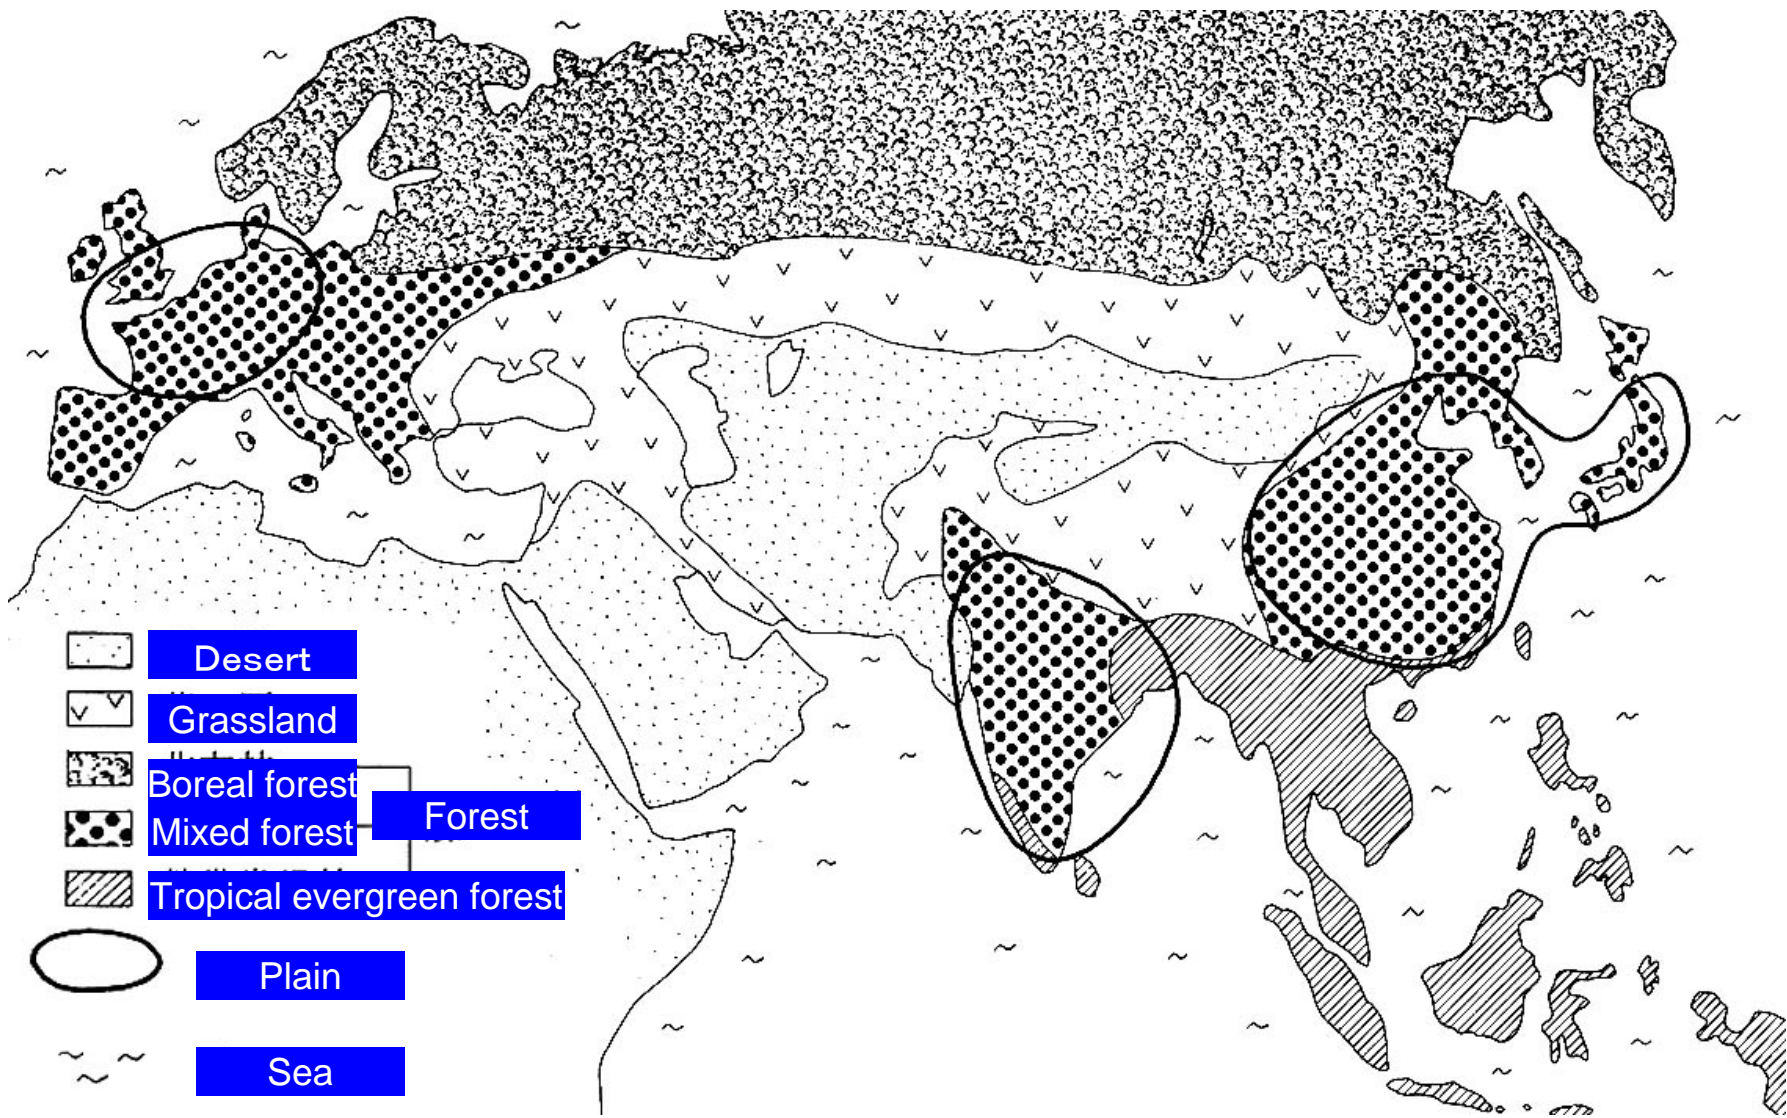 Desert
Grassland
Boreal forest
Mixed forest
Forest
Tropical evergreen forest
Plain
Sea